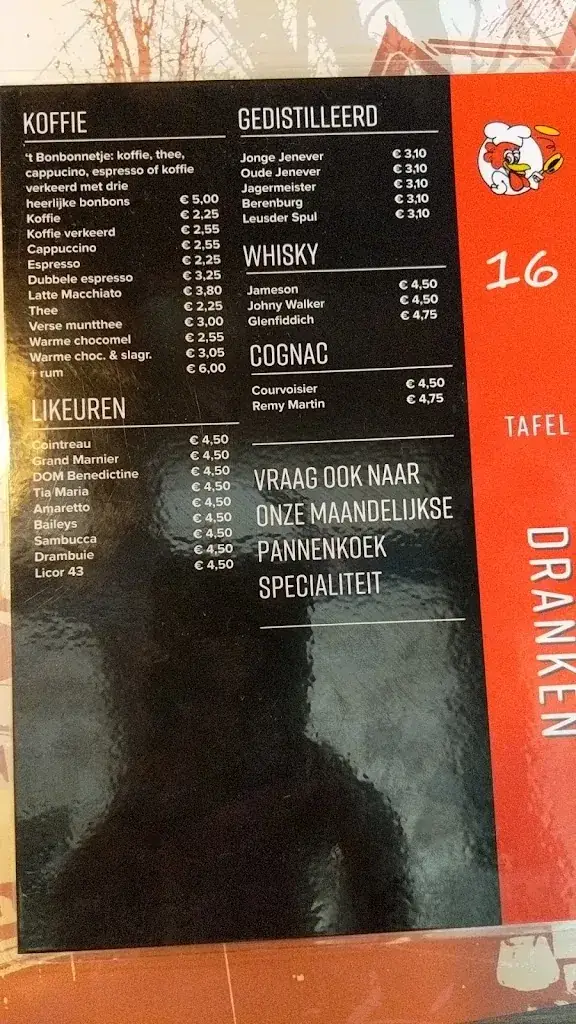 KOFFIE
't Bonbonnetje: koffie, thee,
cappucino, espresso of koffie
verkeerd met drie
heerlijke bonbons € 5,00
Koffie € 2,25
Koffie verkeerd € 2,55
Cappuccino € 2,55
Espresso € 2,25
Dubbele espresso € 3,25
Latte Macchiato € 3,80
Thee € 2,25
Verse muntthee € 3,00
Warme chocomel € 2,55
Warme choc. & slagr. € 3,05
+ rum € 6,00
LIKEUREN
Cointreau € 4,50
Grand Marnier € 4,50
DOM Benedictine € 4,50
Tia Maria € 4,50
Amaretto € 4,50
Baileys € 4,50
Sambucca € 4,50
Drambuie € 4,50
Licor 43 € 4,50
GEDISTILLEERD
Jonge Jenever € 3,10
Oude Jenever € 3,10
Jagermeister € 3,10
Berenburg € 3,10
Leusder Spul € 3,10
WHISKY
Jameson € 4,50
Johny Walker € 4,50
Glenfiddich € 4,75
COGNAC
Courvoisier € 4,50
Remy Martin € 4,75
VRAAG OOK NAAR
ONZE MAANDELIJKSE
PANNENKOEK
SPECIALITEIT
16
TAFEL
DRANKEN